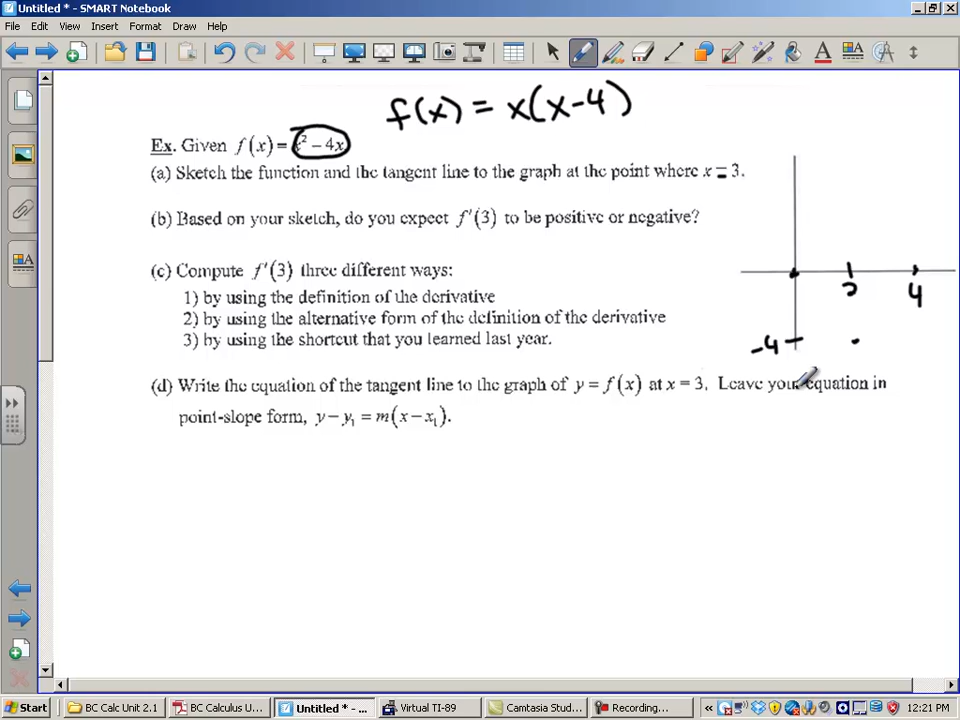 Untitled * - SMART Notebook
File Edit View Insert Format Draw Help
f(x) = x(x-4)
Ex. Given f(x) = x² – 4x
(a) Sketch the function and the tangent line to the graph at the point where x = 3.
(b) Based on your sketch, do you expect f′(3) to be positive or negative?
(c) Compute f′(3) three different ways:
1) by using the definition of the derivative
2) by using the alternative form of the definition of the derivative
3) by using the shortcut that you learned last year.
2 4
-4
(d) Write the equation of the tangent line to the graph of y = f(x) at x = 3. Leave your equation in
point-slope form, y – y₁ = m(x – x₁).
Start BC Calc Unit 2.1 BC Calculus U... Untitled * - ... Virtual TI-89 Camtasia Stud... Recording... « 12:21 PM